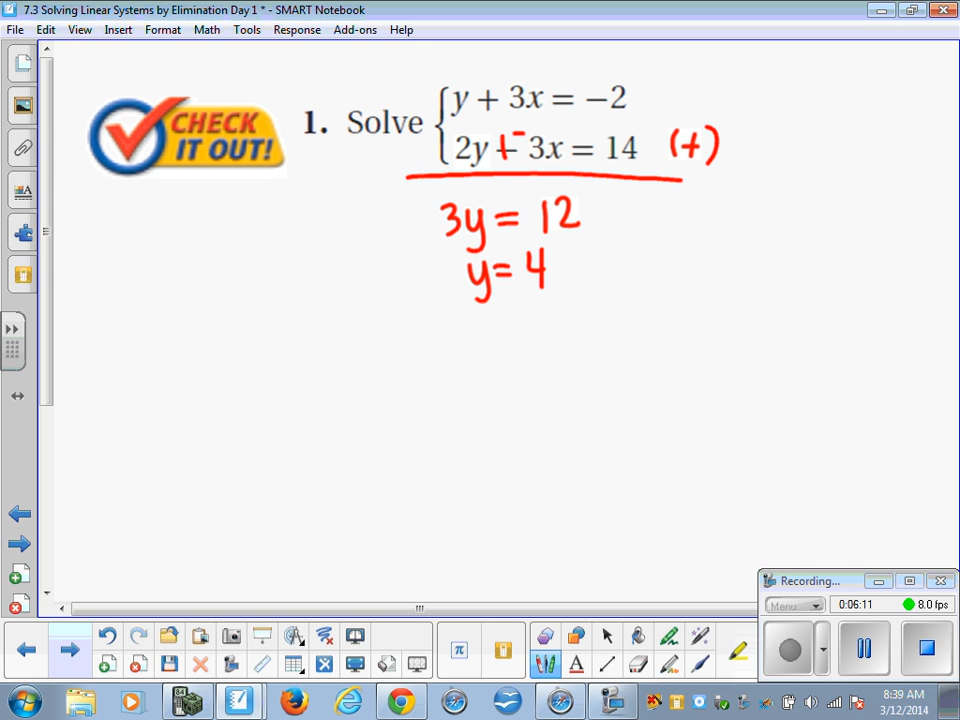 7.3 Solving Linear Systems by Elimination Day 1 * - SMART Notebook
File Edit View Insert Format Math Tools Response Add-ons Help
CHECK
IT OUT!
1. Solve
y + 3x = −2
2y +⁻ 3x = 14 (+)
3y = 12
y = 4
Recording...
Menu 0:06:11 8.0 fps
π
A
8:39 AM
3/12/2014